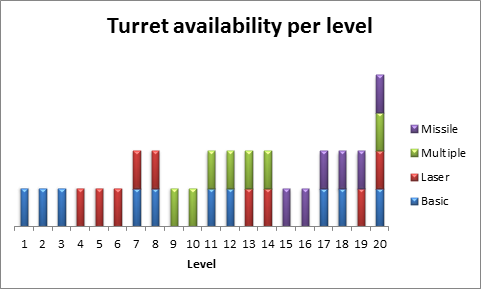 Turret availability per level
Missile
Multiple
Laser
Basic
1 2 3 4 5 6 7 8 9 10 11 12 13 14 15 16 17 18 19 20
Level